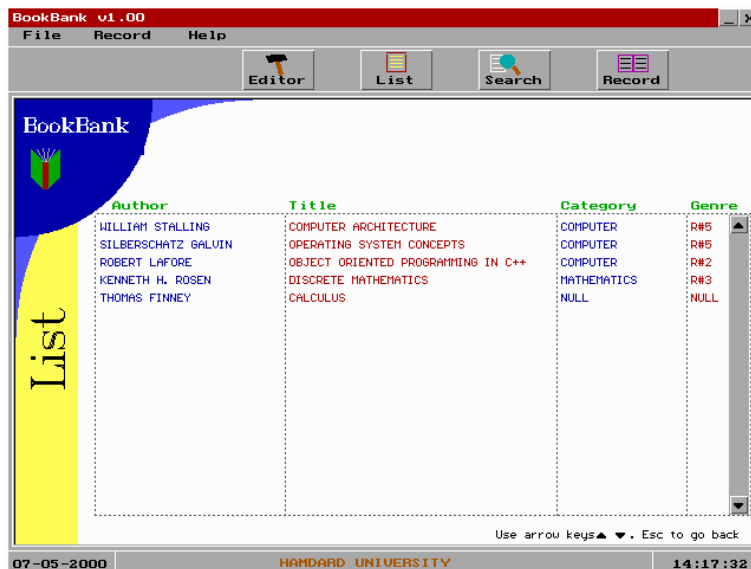 BookBank v1.00
File Record Help
Editor List Search Record
BookBank
Author Title Category Genre
WILLIAM STALLING COMPUTER ARCHITECTURE COMPUTER R#5
SILBERSCHATZ GALVIN OPERATING SYSTEM CONCEPTS COMPUTER R#5
ROBERT LAFORE OBJECT ORIENTED PROGRAMMING IN C++ COMPUTER R#2
KENNETH H. ROSEN DISCRETE MATHEMATICS MATHEMATICS R#3
THOMAS FINNEY CALCULUS NULL NULL
List
Use arrow keys▲ ▼. Esc to go back
07-05-2000 HAMDARD UNIVERSITY 14:17:32